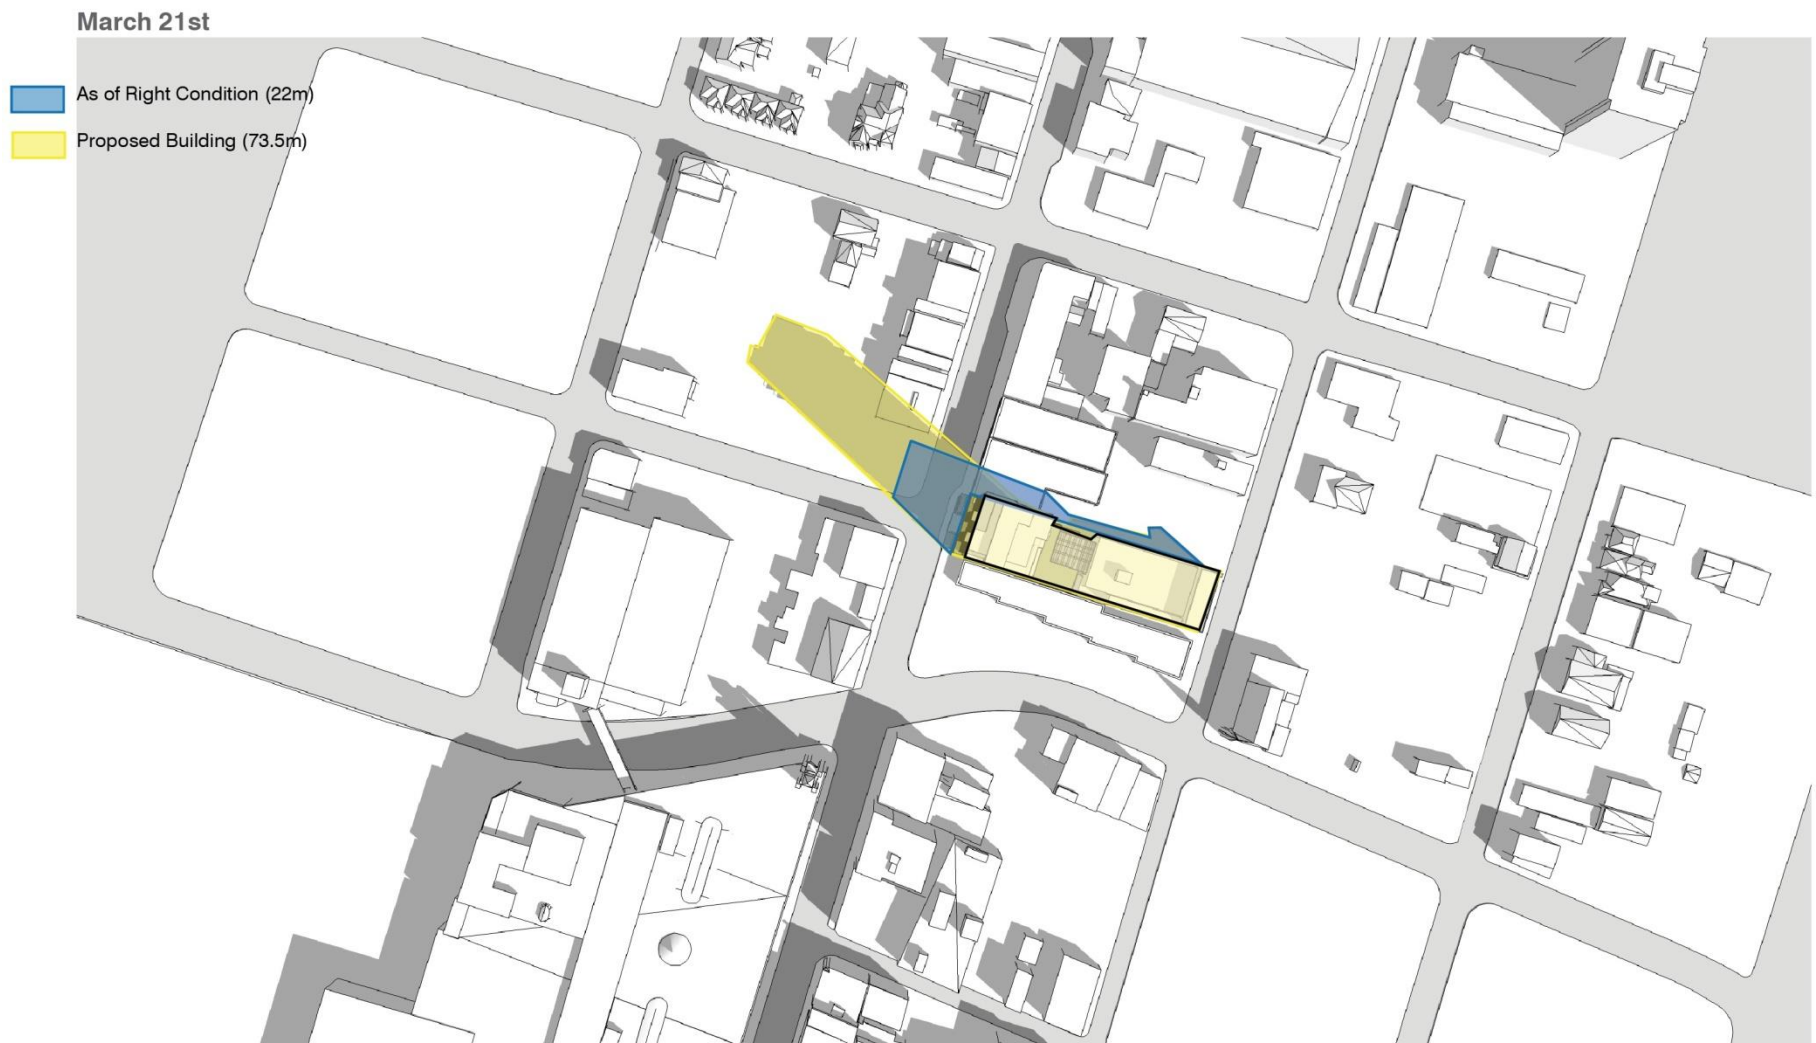 March 21st
As of Right Condition (22m)
Proposed Building (73.5m)